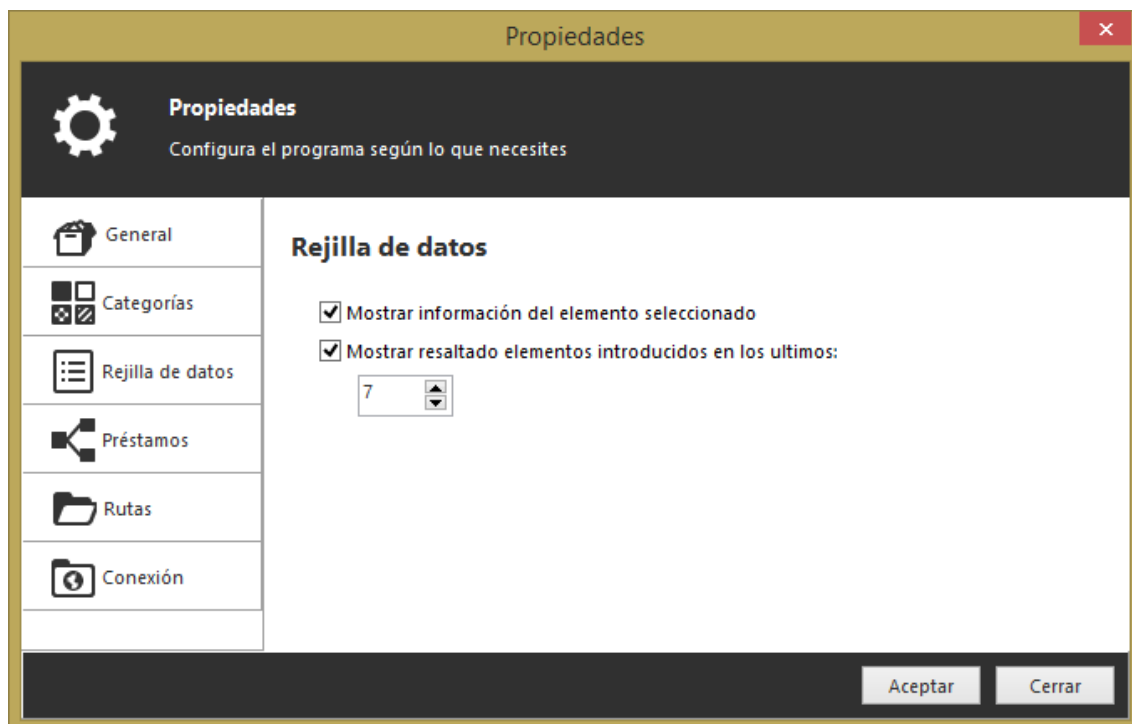 Propiedades
Propiedades
Configura el programa según lo que necesites
General
Categorías
Rejilla de datos
Préstamos
Rutas
Conexión
Rejilla de datos
Mostrar información del elemento seleccionado
Mostrar resaltado elementos introducidos en los ultimos:
7
Aceptar
Cerrar